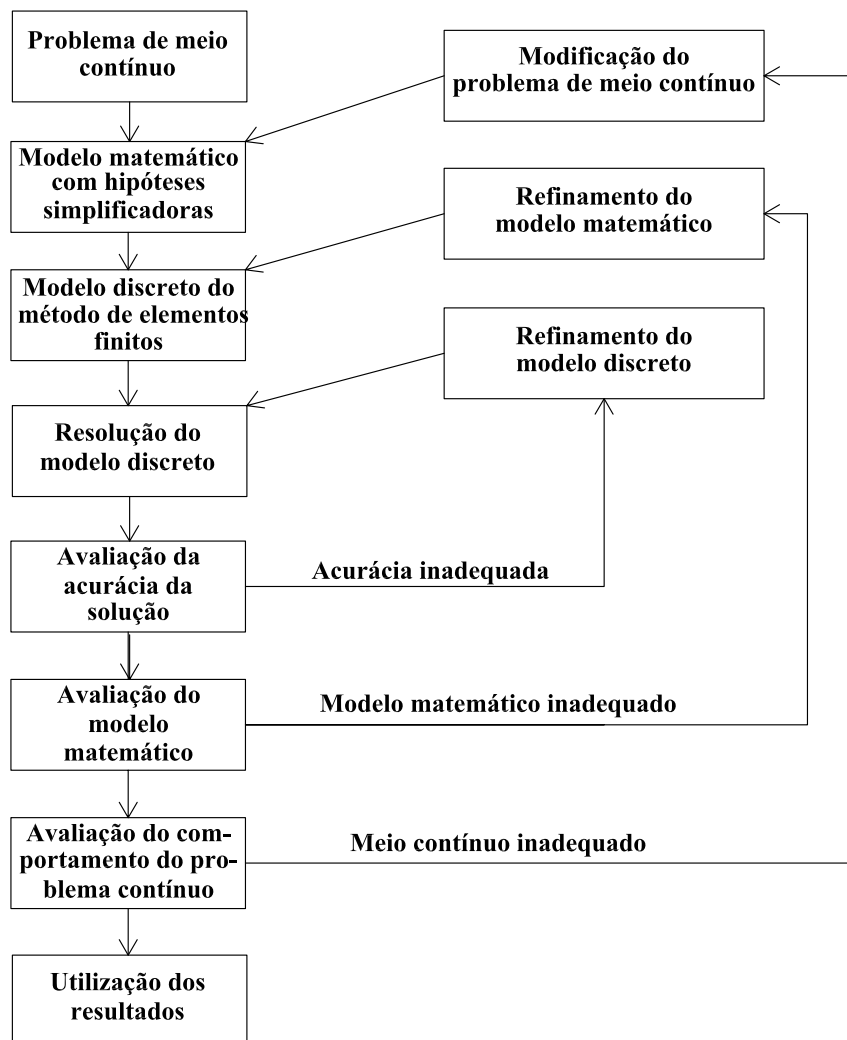 Problema de meio
contínuo
Modificação do
problema de meio contínuo
Modelo matemático
com hipóteses
simplificadoras
Refinamento do
modelo matemático
Modelo discreto do
método de elementos
finitos
Refinamento do
modelo discreto
Resolução do
modelo discreto
Avaliação da
acurácia da
solução
Acurácia inadequada
Avaliação do
modelo
matemático
Modelo matemático inadequado
Avaliação do com-
portamento do pro-
blema contínuo
Meio contínuo inadequado
Utilização dos
resultados